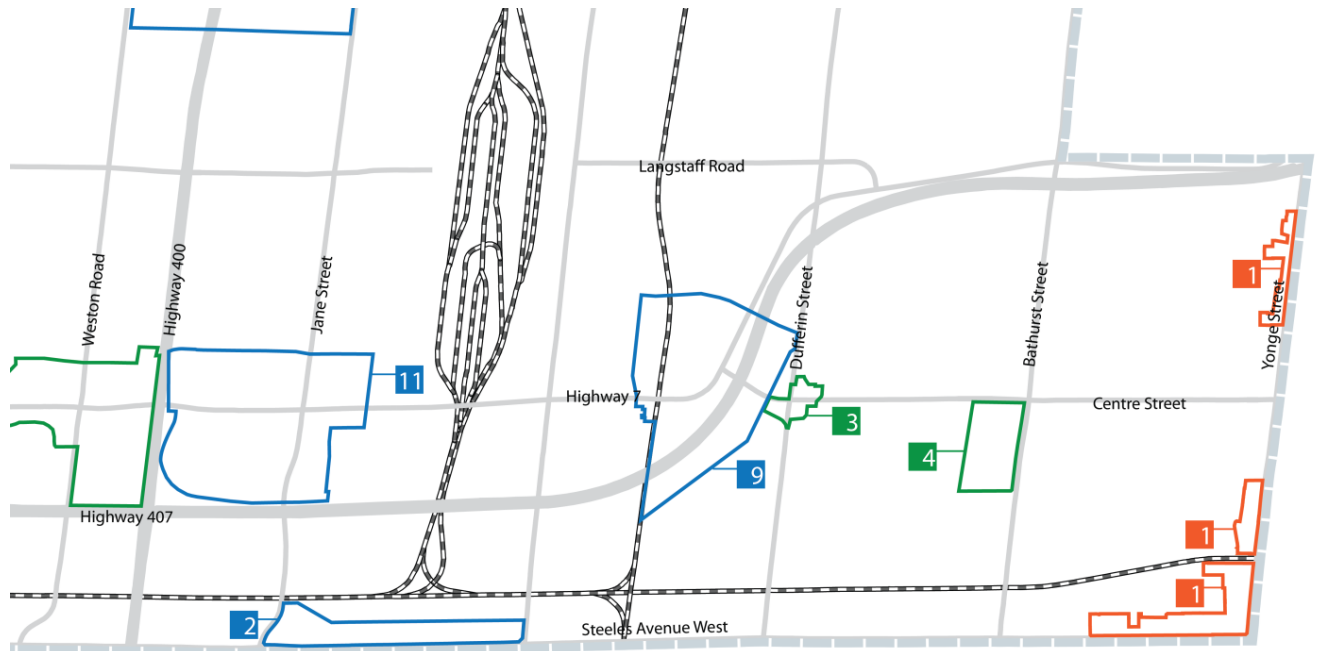 Langstaff Road
Weston Road
Highway 400
Jane Street
Dufferin Street
Bathurst Street
Yonge Street
1
11
Highway 7
Centre Street
3
4
9
Highway 407
1
1
2
Steeles Avenue West